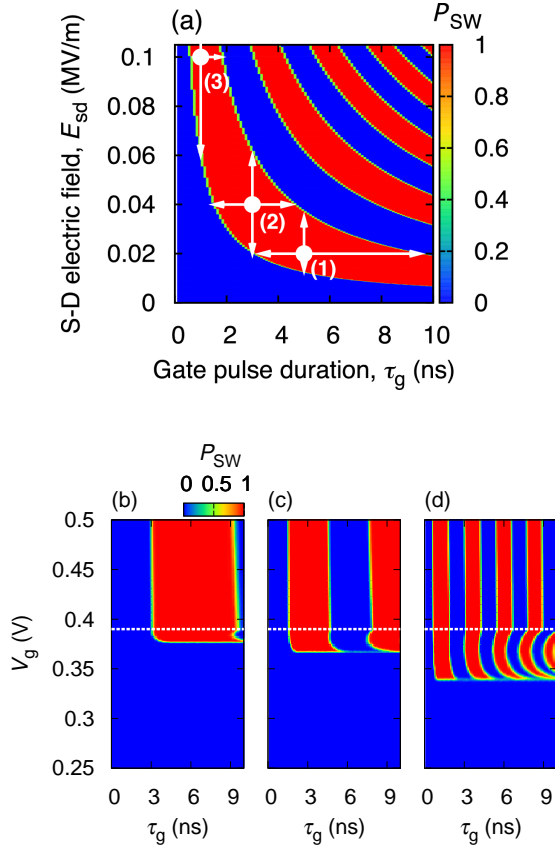 (a)
P_SW
S-D electric field, E_sd (MV/m)
0.1
0.08
0.06
0.04
0.02
0
(3)
(2)
(1)
1
0.8
0.6
0.4
0.2
0
0 2 4 6 8 10
Gate pulse duration, τ_g (ns)
P_SW
0 0.5 1
(b) (c) (d)
V_g (V)
0.5
0.45
0.4
0.35
0.3
0.25
0 3 6 9 0 3 6 9 0 3 6 9
τ_g (ns) τ_g (ns) τ_g (ns)